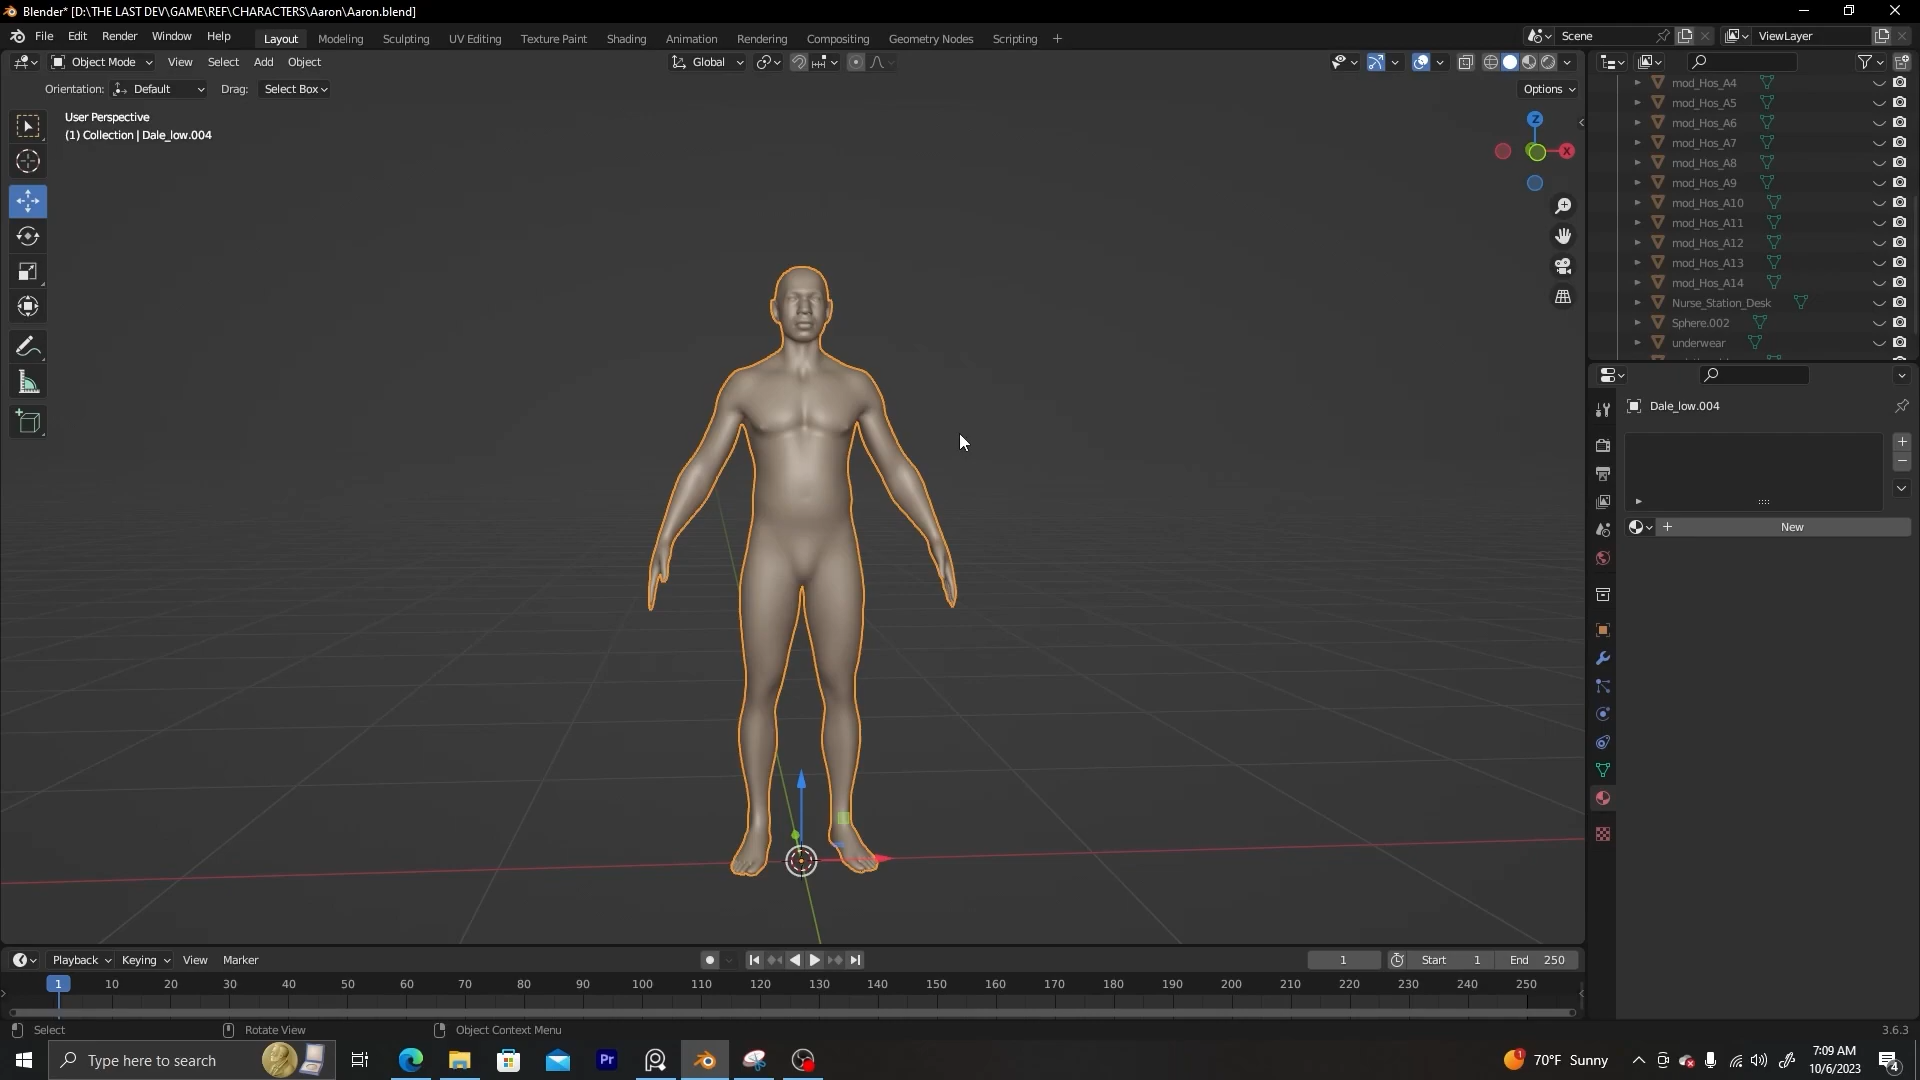 Blender* [D:\THE LAST DEV\GAME\REF\CHARACTERS\Aaron\Aaron.blend]
File Edit Render Window Help Layout Modeling Sculpting UV Editing Texture Paint Shading Animation Rendering Compositing Geometry Nodes Scripting + Scene ViewLayer
Object Mode View Select Add Object Global
Orientation: Default Drag: Select Box Options
User Perspective
(1) Collection | Dale_low.004
Z
X
mod_Hos_A4
mod_Hos_A5
mod_Hos_A6
mod_Hos_A7
mod_Hos_A8
mod_Hos_A9
mod_Hos_A10
mod_Hos_A11
mod_Hos_A12
mod_Hos_A13
mod_Hos_A14
Nurse_Station_Desk
Sphere.002
underwear
Dale_low.004
+ New
Playback Keying View Marker 1 Start 1 End 250
1 10 20 30 40 50 60 70 80 90 100 110 120 130 140 150 160 170 180 190 200 210 220 230 240 250
Select Rotate View Object Context Menu 3.6.3
Type here to search Pr 1 70°F Sunny 7:09 AM
10/6/2023 4